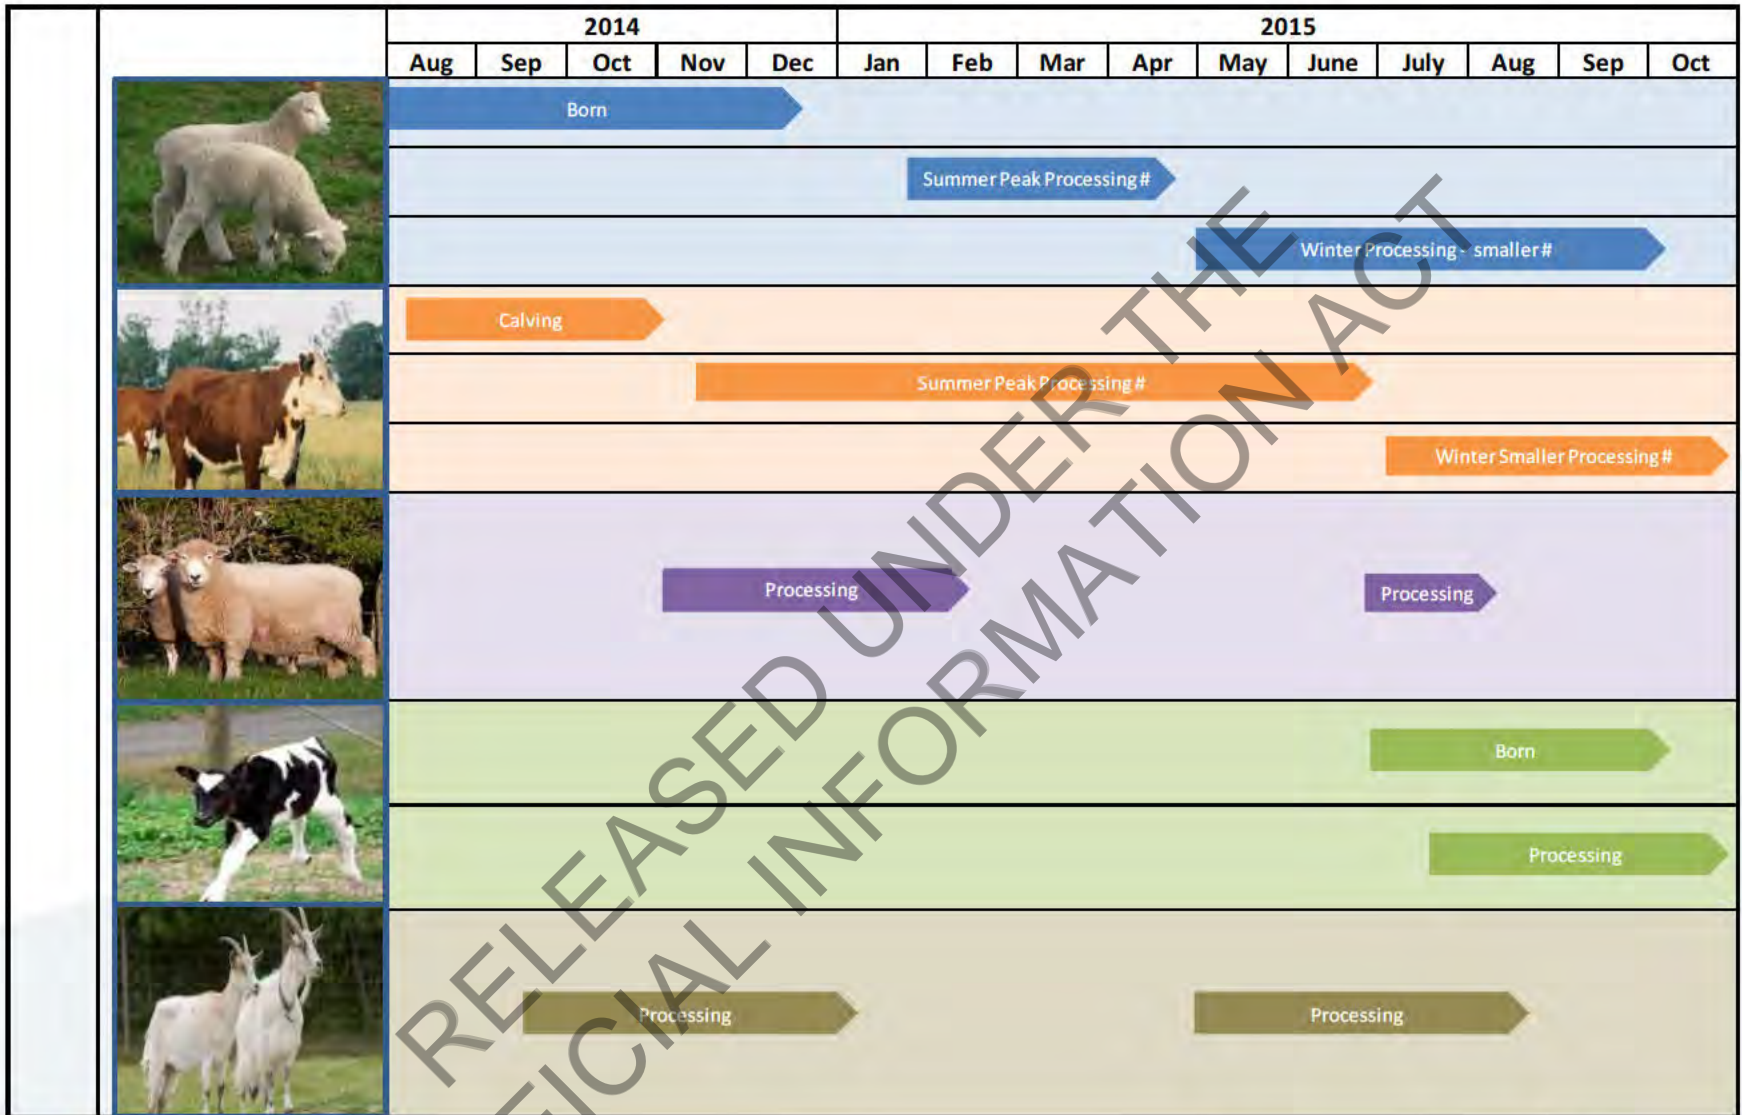 2014 2015
Aug Sep Oct Nov Dec Jan Feb Mar Apr May June July Aug Sep Oct
Born
Summer Peak Processing #
Winter Processing - smaller #
Calving
Summer Peak Processing #
Winter Smaller Processing #
Processing Processing
Born
Processing
Processing Processing
RELEASED UNDER THE
FICIAL INFORMATION ACT